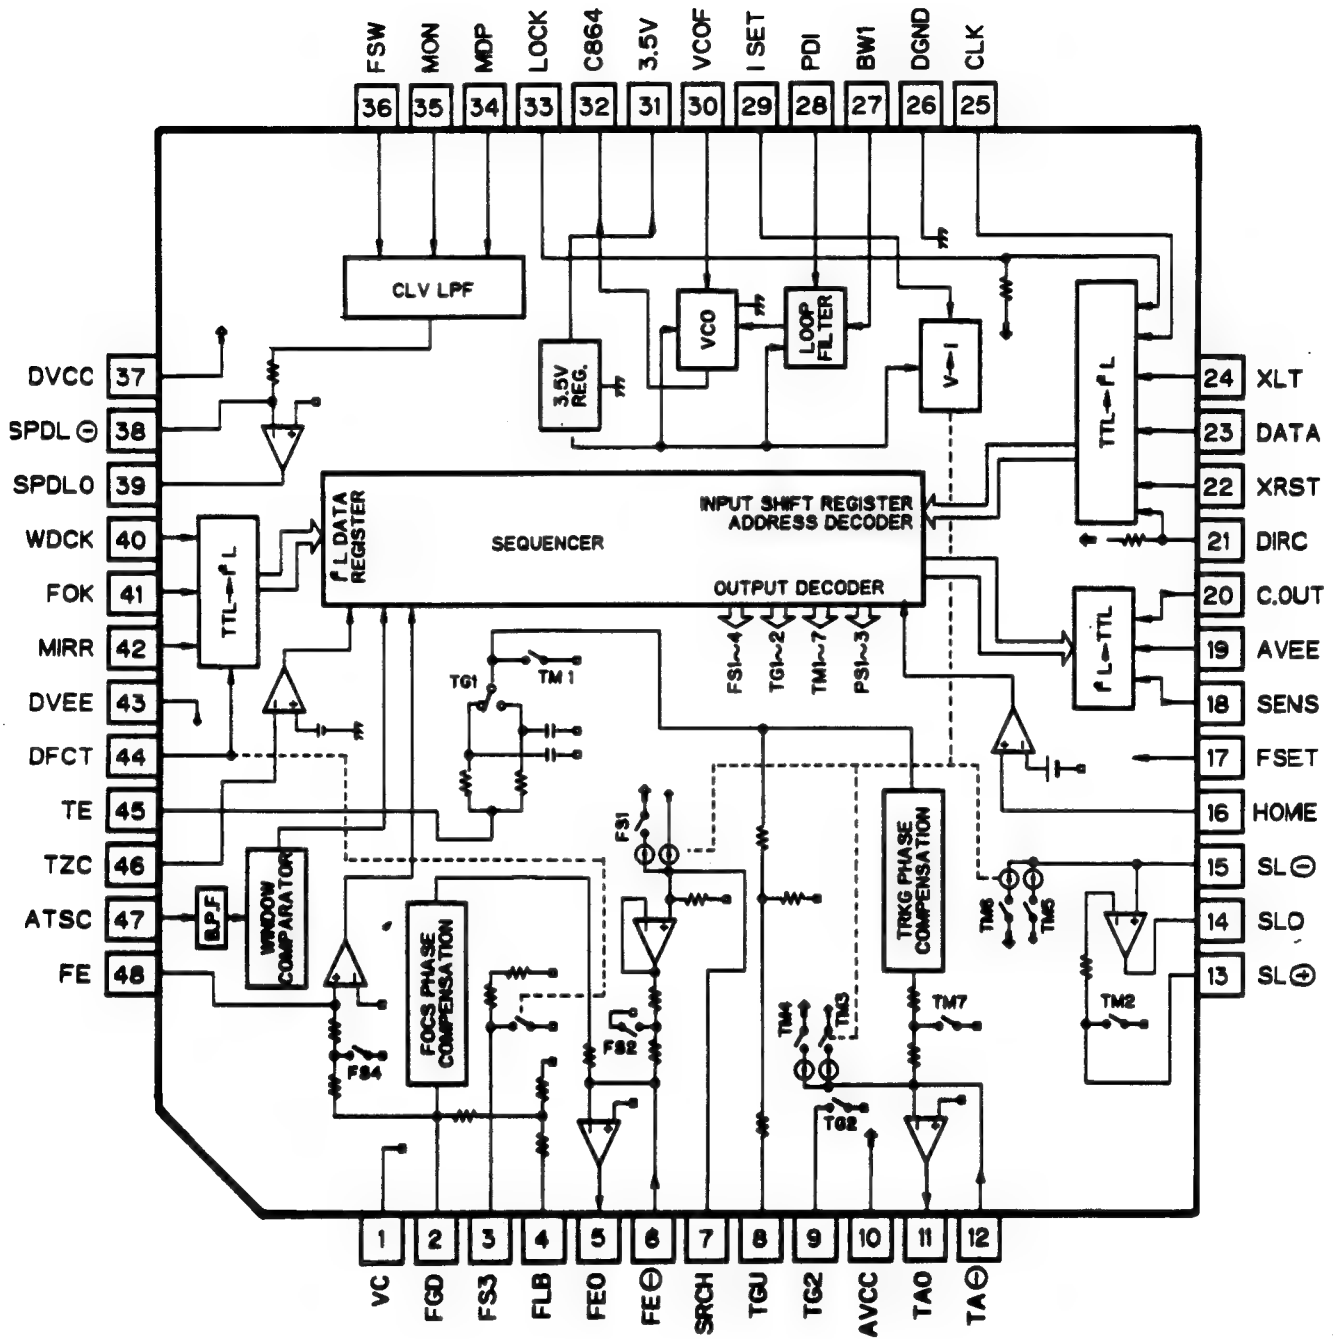 FSW
MON
MDP
LOCK
C864
3.5V
VCOF
I SET
PDI
BW1
DGND
CLK
36
35
34
33
32
31
30
29
28
27
26
25
CLV LPF
3.5V
REG.
VCO
LOOP
FILTER
V→I
TTL→I²L
DVCC 37
SPDL ⊖ 38
SPDLO 39
WDCK 40
FOK 41
MIRR 42
DVEE 43
DFCT 44
TE 45
TZC 46
ATSC 47
FE 48
24 XLT
23 DATA
22 XRST
21 DIRC
20 C.OUT
19 AVEE
18 SENS
17 FSET
16 HOME
15 SL⊖
14 SLO
13 SL⊕
TTL→I²L
I²L DATA
REGISTER
SEQUENCER
INPUT SHIFT REGISTER
ADDRESS DECODER
OUTPUT DECODER
I²L→TTL
FS1~4
TG1~2
TM1~7
PS1~3
TG1
TM1
FS1
B.P.F
WINDOW
COMPARATOR
FOCS PHASE
COMPENSATION
TRKG PHASE
COMPENSATION
TM6
TM5
TM2
TM7
TM4
TM3
FS2
FS4
TG2
1
2
3
4
5
6
7
8
9
10
11
12
VC
FGD
FS3
FLB
FEO
FE⊖
SRCH
TGU
TG2
AVCC
TAO
TA⊖